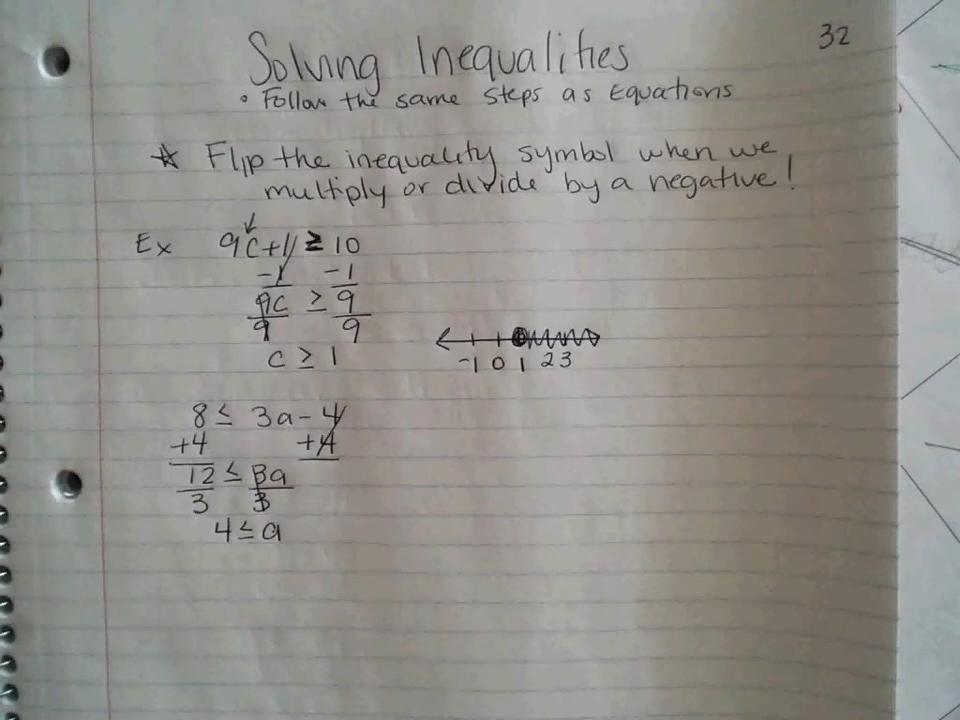 32
Solving Inequalities
• Follow the same steps as Equations
☆ Flip the inequality symbol when we
multiply or divide by a negative!
Ex 9c+1 ≥ 10
-1 -1
9c ≥ 9
9 9
c ≥ 1
-1 0 1 2 3
8 ≤ 3a - 4
+4 +4
12 ≤ 3a
3 3
4 ≤ a